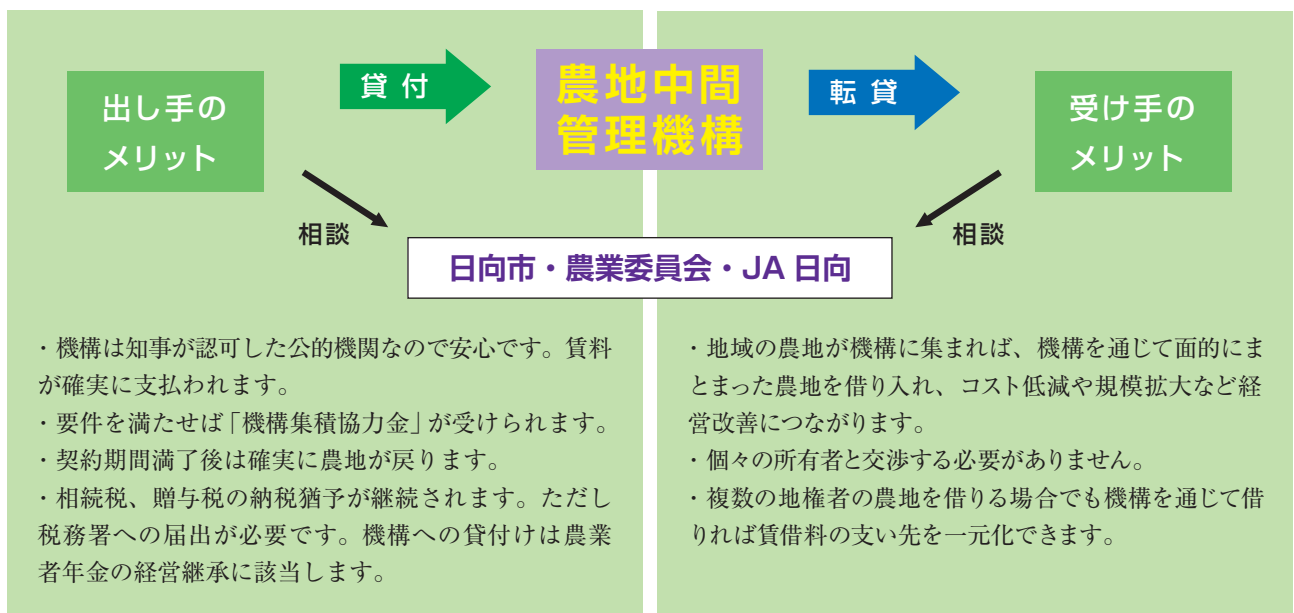 出し手の
メリット
貸付
農地中間
管理機構
転貸
受け手の
メリット
相談
相談
日向市・農業委員会・JA 日向
・機構は知事が認可した公的機関なので安心です。賃料
が確実に支払われます。
・要件を満たせば「機構集積協力金」が受けられます。
・契約期間満了後は確実に農地が戻ります。
・相続税、贈与税の納税猶予が継続されます。ただし
税務署への届出が必要です。機構への貸付けは農業
者年金の経営継承に該当します。
・地域の農地が機構に集まれば、機構を通じて面的にま
とまった農地を借り入れ、コスト低減や規模拡大など経
営改善につながります。
・個々の所有者と交渉する必要がありません。
・複数の地権者の農地を借りる場合でも機構を通じて借
りれば賃借料の支い先を一元化できます。